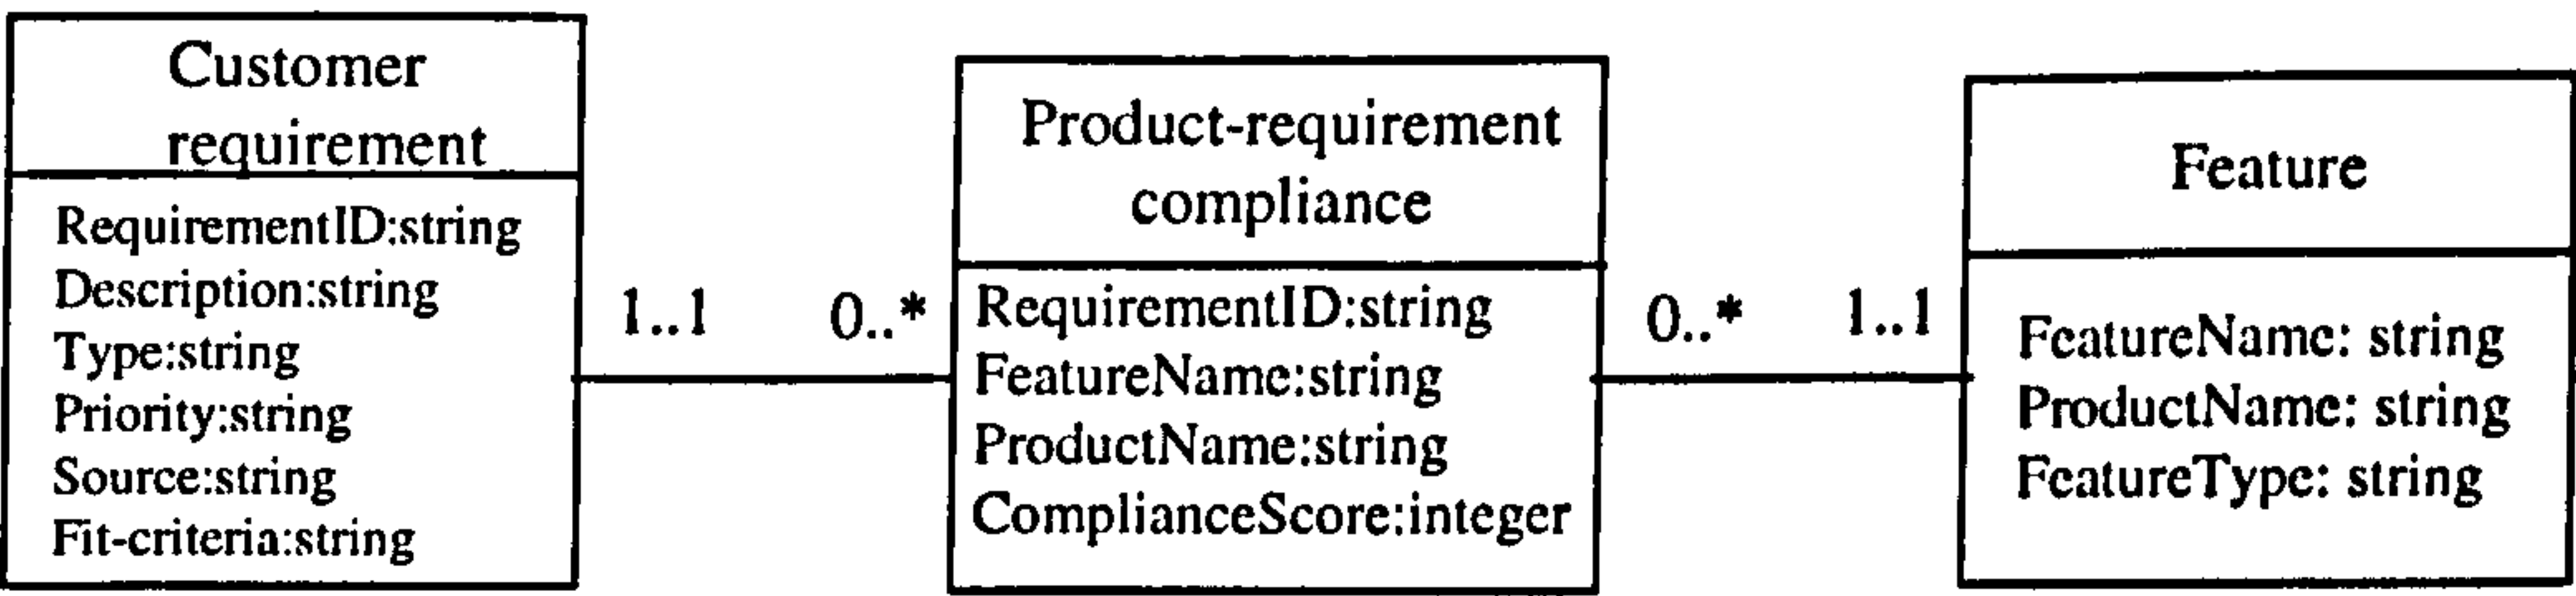 Customer
requirement
RequirementID:string
Description:string
Type:string
Priority:string
Source:string
Fit-criteria:string
1..1
0..*
Product-requirement
compliance
RequirementID:string
FeatureName:string
ProductName:string
ComplianceScore:integer
0..*
1..1
Feature
FeatureName: string
ProductName: string
FeatureType: string